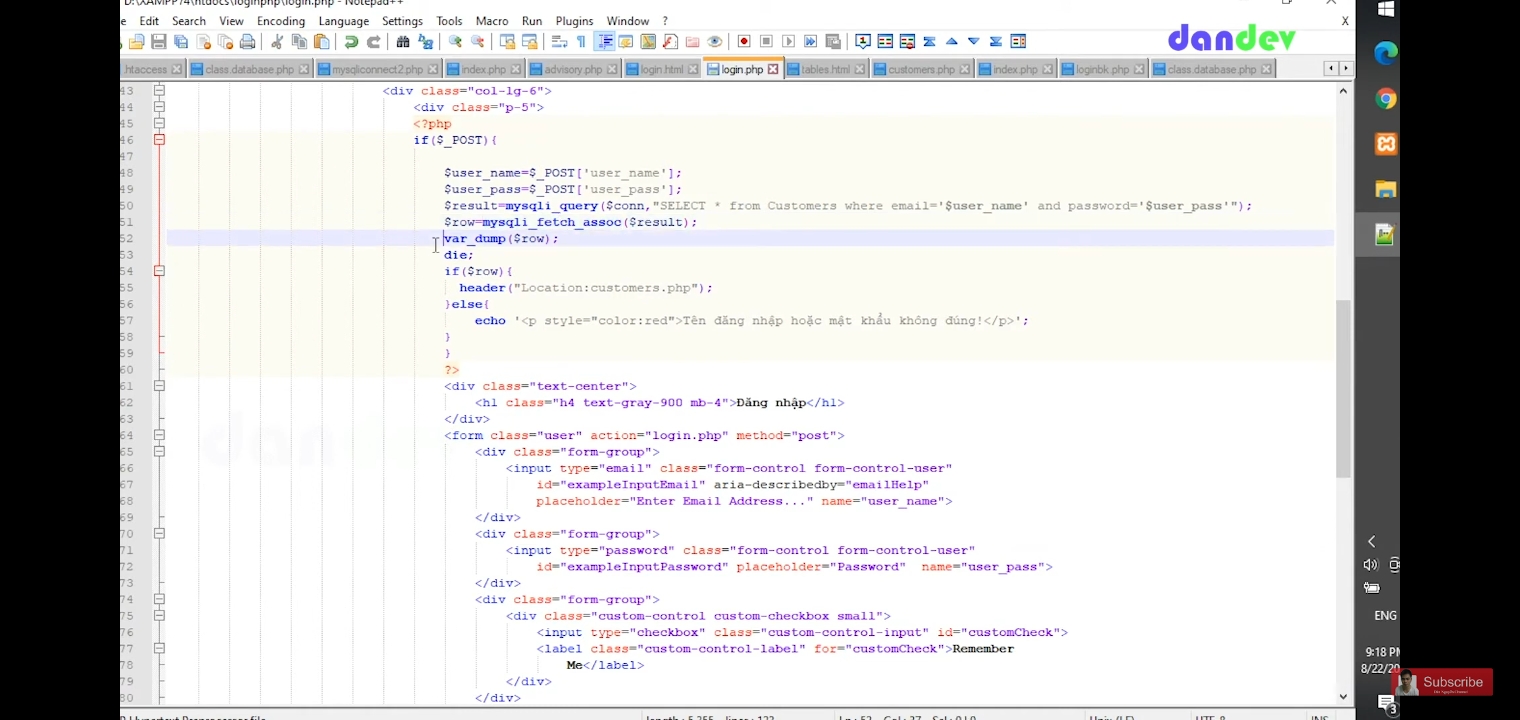 D:\XAMPP74\htdocs\loginphp\login.php - Notepad++
Edit Search View Encoding Language Settings Tools Macro Run Plugins Window ?
X
dandev
.htaccess class.database.php mysqliconnect2.php index.php advisory.php login.html login.php tables.html customers.php index.php loginbk.php class.database.php
43 <div class="col-lg-6">
44 <div class="p-5">
45 <?php
46 if($_POST){
47
48 $user_name=$_POST['user_name'];
49 $user_pass=$_POST['user_pass'];
50 $result=mysqli_query($conn,"SELECT * from Customers where email='$user_name' and password='$user_pass'");
51 $row=mysqli_fetch_assoc($result);
52 var_dump($row);
53 die;
54 if($row){
55 header("Location:customers.php");
56 }else{
57 echo '<p style="color:red">Tên đăng nhập hoặc mật khẩu không đúng!</p>';
58 }
59 }
60 ?>
61 <div class="text-center">
62 <h1 class="h4 text-gray-900 mb-4">Đăng nhập</h1>
63 </div>
64 <form class="user" action="login.php" method="post">
65 <div class="form-group">
66 <input type="email" class="form-control form-control-user"
67 id="exampleInputEmail" aria-describedby="emailHelp"
68 placeholder="Enter Email Address..." name="user_name">
69 </div>
70 <div class="form-group">
71 <input type="password" class="form-control form-control-user"
72 id="exampleInputPassword" placeholder="Password" name="user_pass">
73 </div>
74 <div class="form-group">
75 <div class="custom-control custom-checkbox small">
76 <input type="checkbox" class="custom-control-input" id="customCheck">
77 <label class="custom-control-label" for="customCheck">Remember
78 Me</label>
79 </div>
80 </div>
dandev
ENG
9:18 PM
8/22/20
Subscribe
3